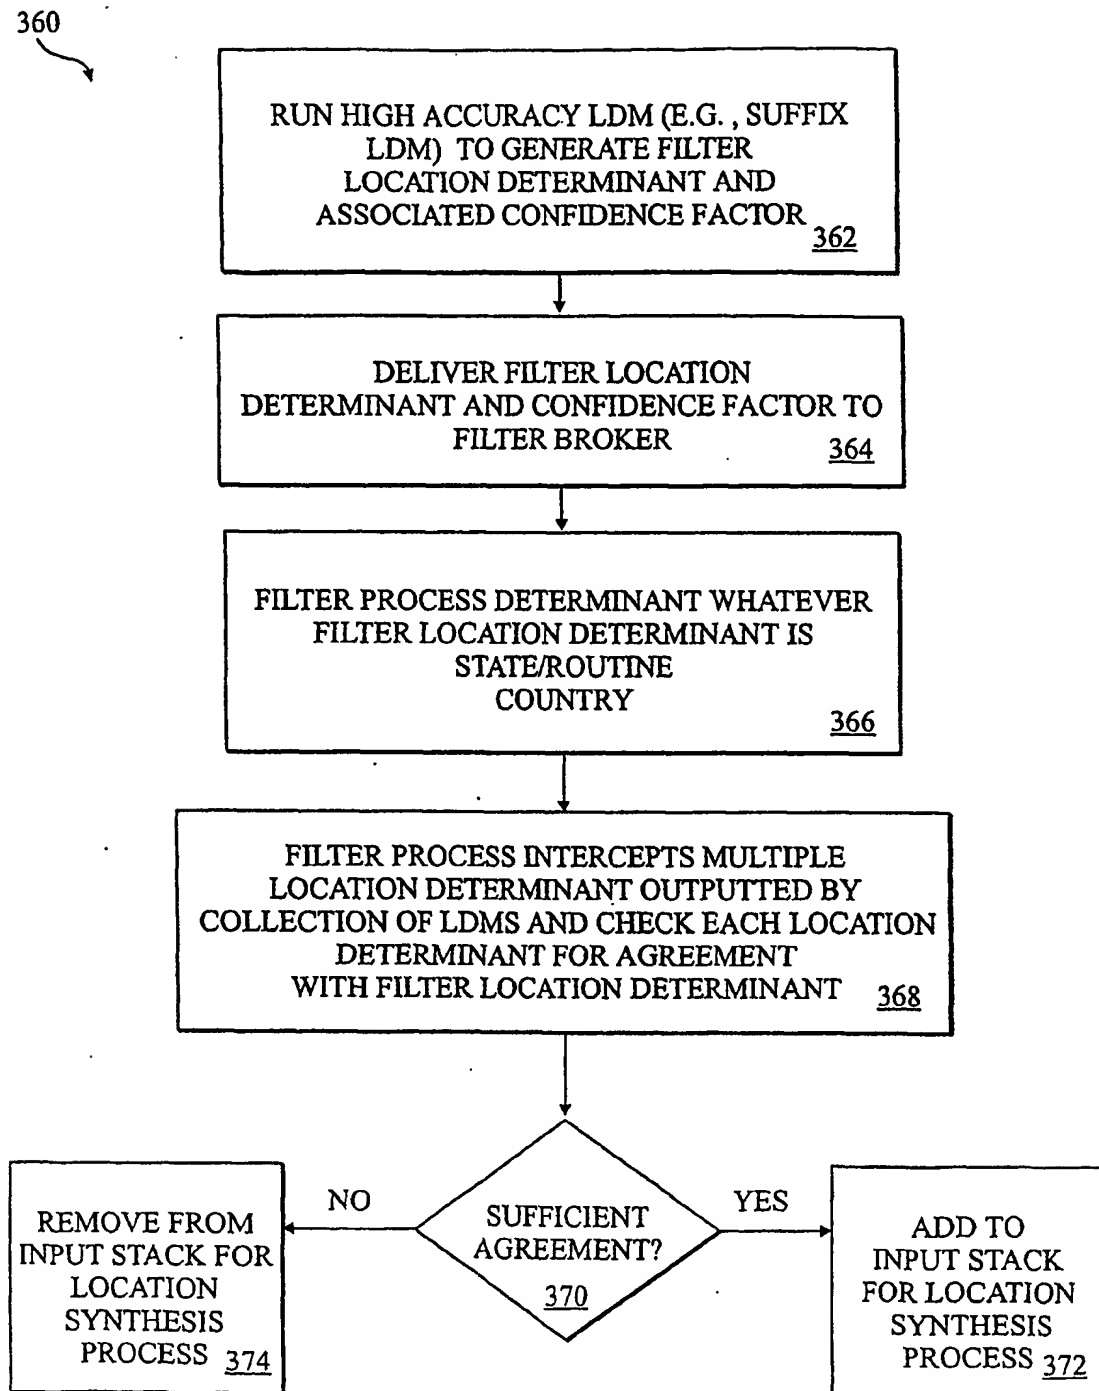 360
RUN HIGH ACCURACY LDM (E.G. , SUFFIX
LDM) TO GENERATE FILTER
LOCATION DETERMINANT AND
ASSOCIATED CONFIDENCE FACTOR
362
DELIVER FILTER LOCATION
DETERMINANT AND CONFIDENCE FACTOR TO
FILTER BROKER
364
FILTER PROCESS DETERMINANT WHATEVER
FILTER LOCATION DETERMINANT IS
STATE/ROUTINE
COUNTRY
366
FILTER PROCESS INTERCEPTS MULTIPLE
LOCATION DETERMINANT OUTPUTTED BY
COLLECTION OF LDMS AND CHECK EACH LOCATION
DETERMINANT FOR AGREEMENT
WITH FILTER LOCATION DETERMINANT 368
SUFFICIENT
AGREEMENT?
370
NO
REMOVE FROM
INPUT STACK FOR
LOCATION
SYNTHESIS
PROCESS 374
YES
ADD TO
INPUT STACK
FOR LOCATION
SYNTHESIS
PROCESS 372